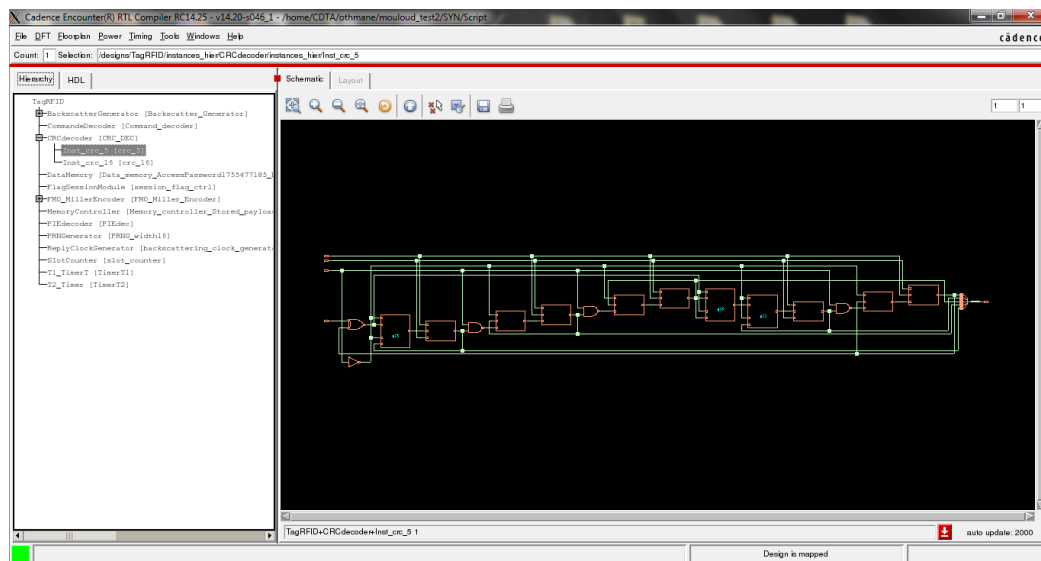 Cadence Encounter(R) RTL Compiler RC14.25 - v14.20-s046_1 - /home/CDTA/othmane/mouloud_test2/SYN/Script
File DFT Floorplan Power Timing Tools Windows Help
cādence
Count: 1 Selection: /designs/TagRFID/instances_hier/CRCdecoder/instances_hier/Inst_crc_5
Hierarchy HDL
Schematic Layout
1 1
TagRFID
BackscatterGenerator [Backscatter_Generator]
CommandeDecoder [Command_decoder]
CRCdecoder [CRC_DEC]
Inst_crc_5 [crc_5]
Inst_crc_16 [crc_16]
DataMemory [Data_memory_AccessPassword1755477185_
FlagSessionModule [session_flag_ctrl]
FM0_MillerEncoder [FM0_Miller_Encoder]
MemoryController [Memory_controller_Stored_payloa
PIEdecoder [PIEdec]
PRNGenerator [PRNG_width16]
ReplyClockGenerator [backscattering_clock_generat
SlotCounter [slot_counter]
T1_TimerT [TimerT1]
T2_Timer [TimerT2]
TagRFID+CRCdecoder+Inst_crc_5 1
auto update: 2000
Design is mapped